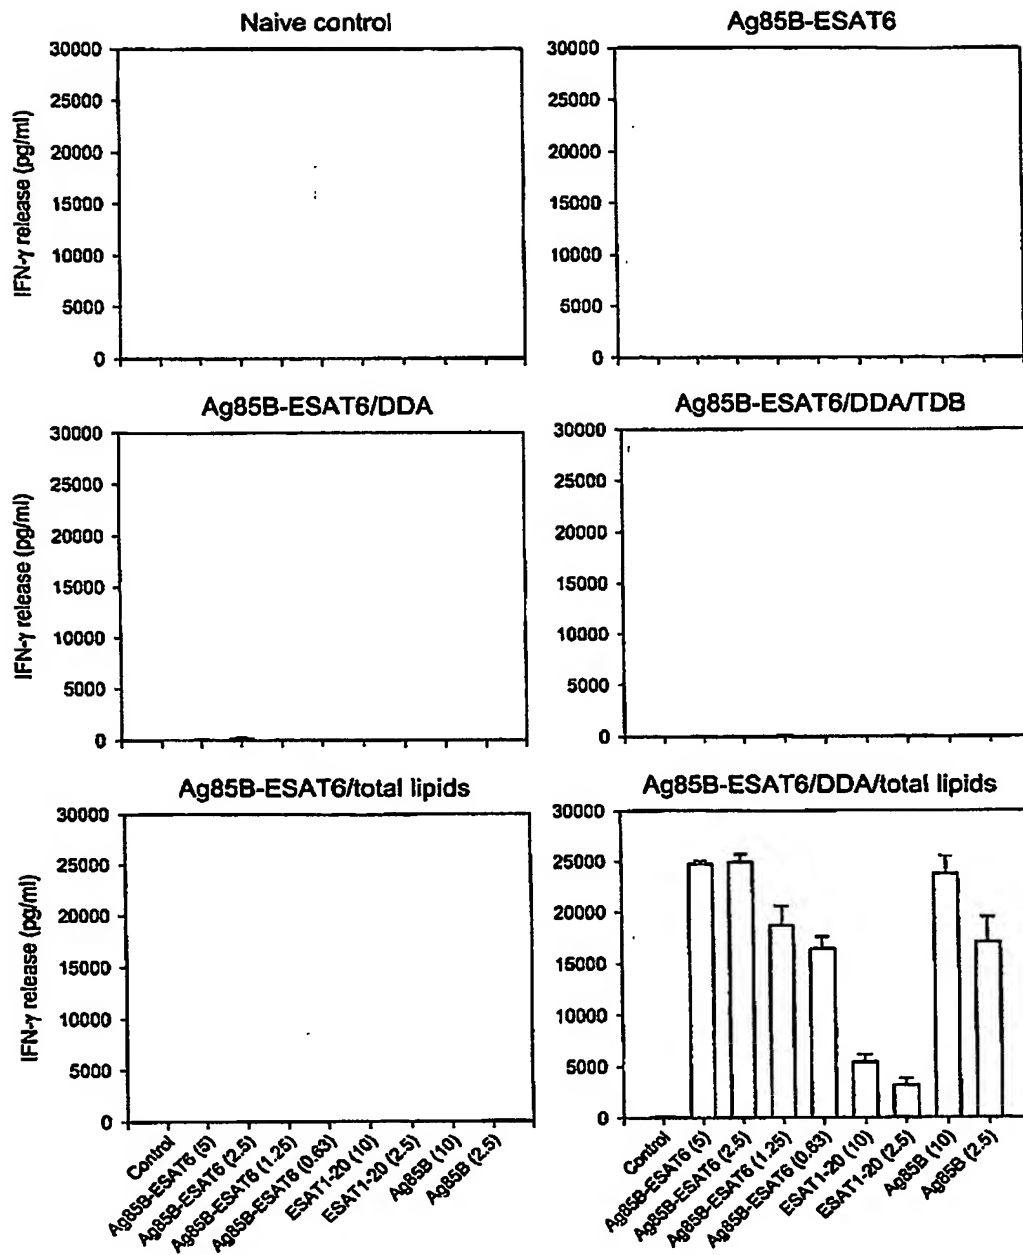 Naive control
IFN-γ release (pg/ml)
30000
25000
20000
15000
10000
5000
0
Ag85B-ESAT6
30000
25000
20000
15000
10000
5000
0
Ag85B-ESAT6/DDA
IFN-γ release (pg/ml)
30000
25000
20000
15000
10000
5000
0
Ag85B-ESAT6/DDA/TDB
30000
25000
20000
15000
10000
5000
0
Ag85B-ESAT6/total lipids
IFN-γ release (pg/ml)
30000
25000
20000
15000
10000
5000
0
Control
Ag85B-ESAT6 (5)
Ag85B-ESAT6 (2.5)
Ag85B-ESAT6 (1.25)
Ag85B-ESAT6 (0.63)
ESAT1-20 (10)
ESAT1-20 (2.5)
Ag85B (10)
Ag85B (2.5)
Ag85B-ESAT6/DDA/total lipids
30000
25000
20000
15000
10000
5000
0
Control
Ag85B-ESAT6 (5)
Ag85B-ESAT6 (2.5)
Ag85B-ESAT6 (1.25)
Ag85B-ESAT6 (0.63)
ESAT1-20 (10)
ESAT1-20 (2.5)
Ag85B (10)
Ag85B (2.5)